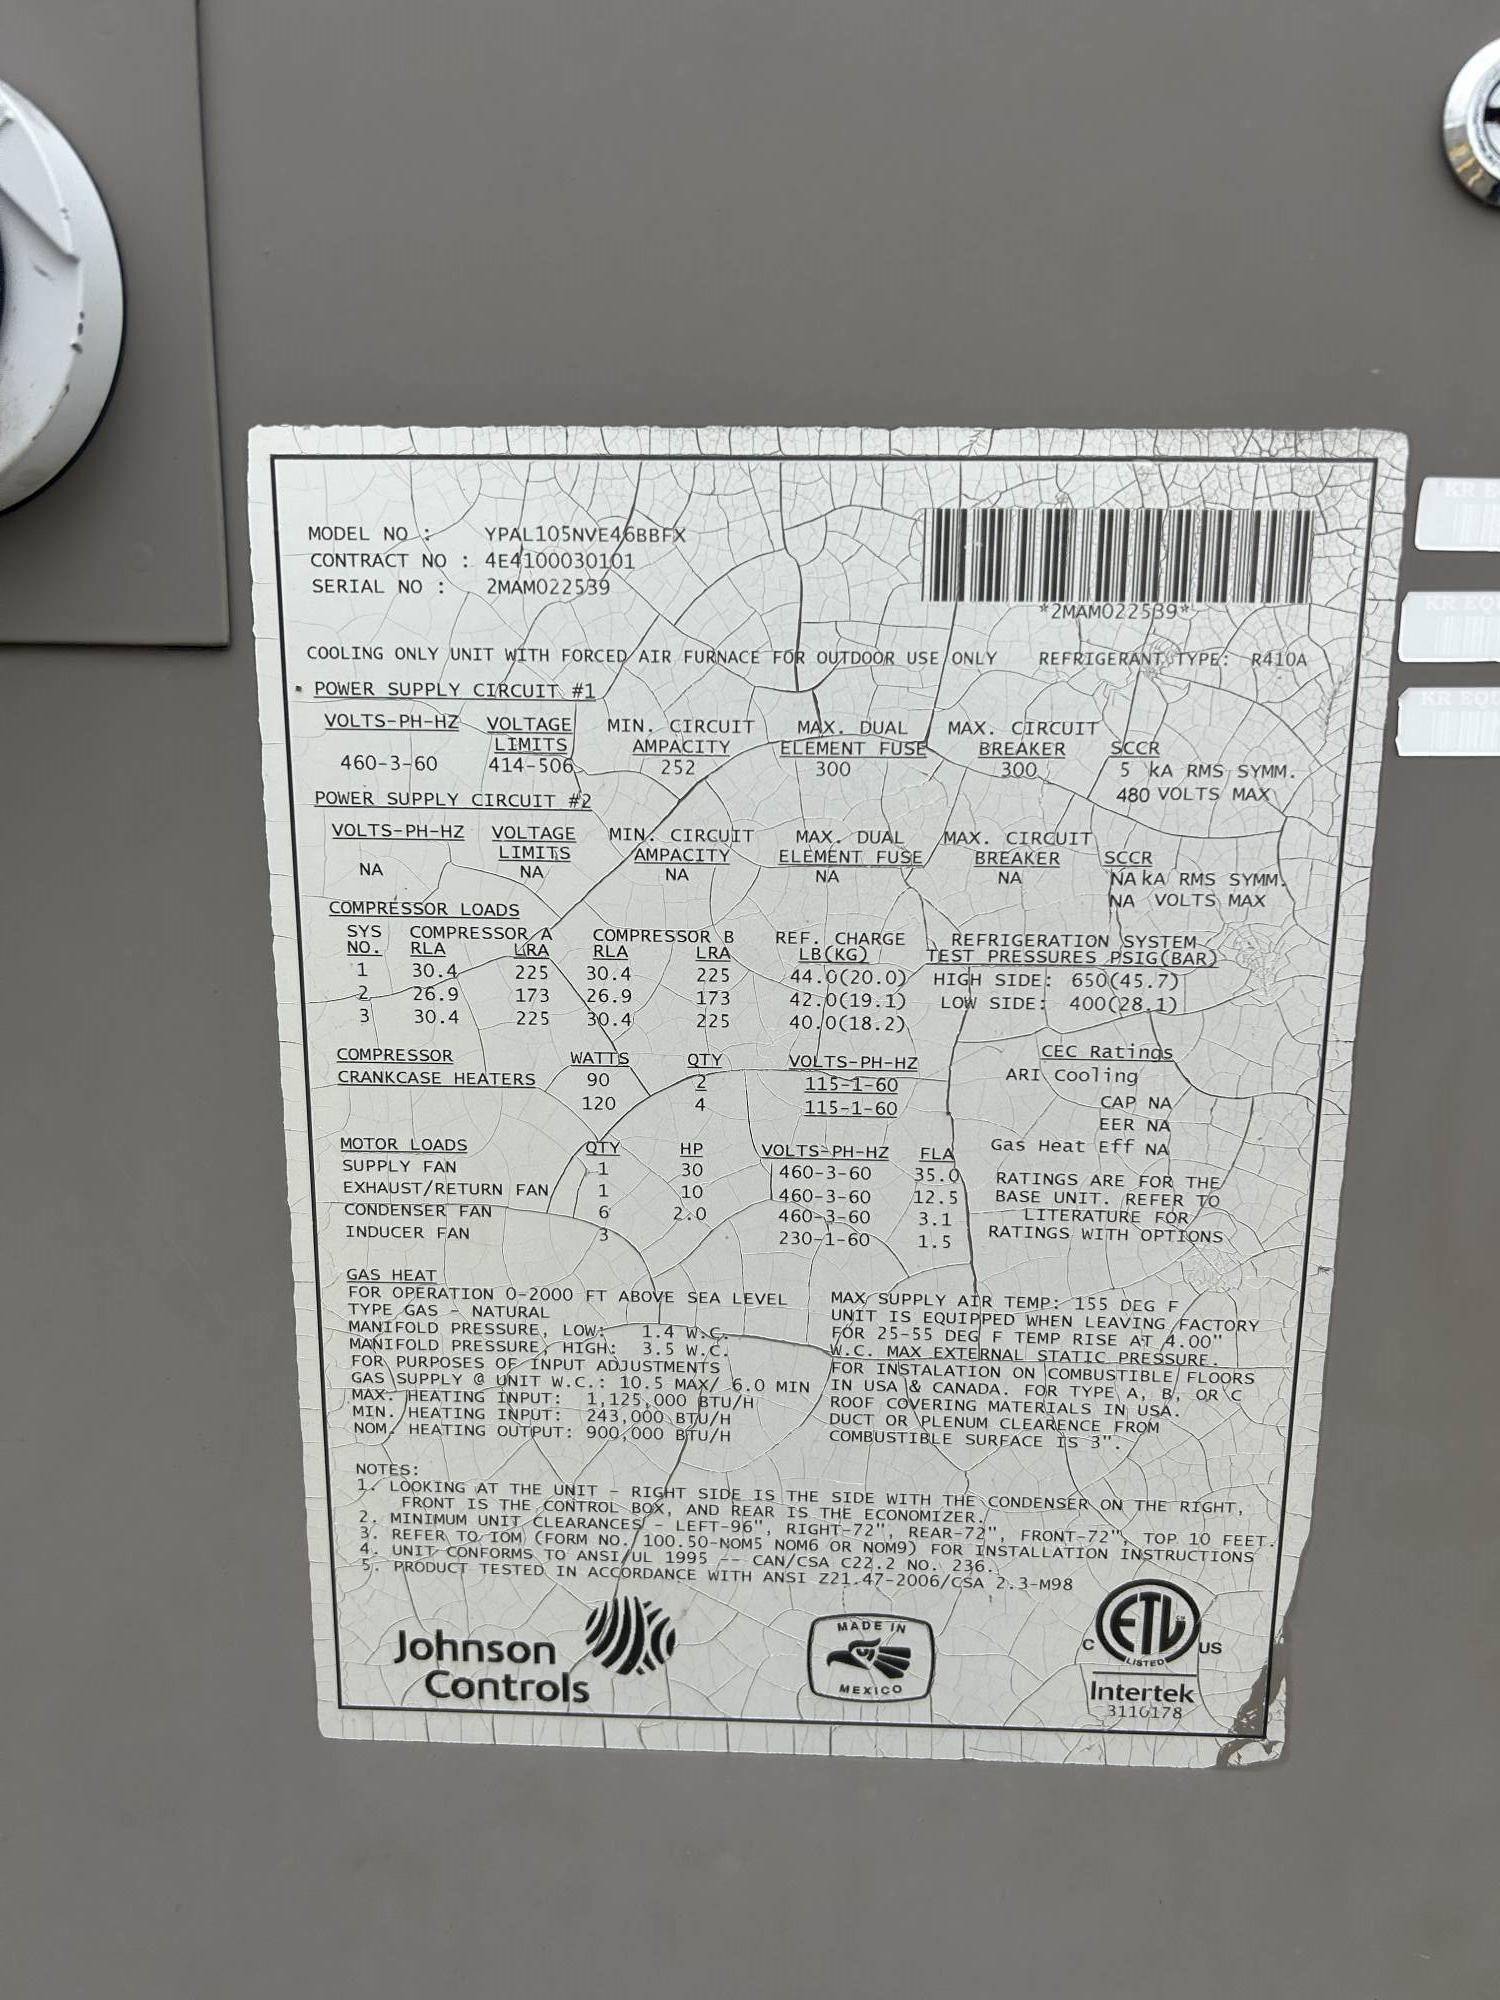 MODEL NO : YPAL105NVE46BBFX
CONTRACT NO : 4E4100030101
SERIAL NO : 2MAM022539
*2MAM022539*
COOLING ONLY UNIT WITH FORCED AIR FURNACE FOR OUTDOOR USE ONLY REFRIGERANT TYPE: R410A
POWER SUPPLY CIRCUIT #1
VOLTS-PH-HZ VOLTAGE MIN. CIRCUIT MAX. DUAL MAX. CIRCUIT
LIMITS AMPACITY ELEMENT FUSE BREAKER SCCR
460-3-60 414-506 252 300 300 5 kA RMS SYMM.
480 VOLTS MAX
POWER SUPPLY CIRCUIT #2
VOLTS-PH-HZ VOLTAGE MIN. CIRCUIT MAX. DUAL MAX. CIRCUIT
LIMITS AMPACITY ELEMENT FUSE BREAKER SCCR
NA NA NA NA NA NA kA RMS SYMM.
NA VOLTS MAX
COMPRESSOR LOADS
SYS COMPRESSOR A COMPRESSOR B REF. CHARGE REFRIGERATION SYSTEM
NO. RLA LRA RLA LRA LB(KG) TEST PRESSURES PSIG(BAR)
1 30.4 225 30.4 225 44.0(20.0) HIGH SIDE: 650(45.7)
2 26.9 173 26.9 173 42.0(19.1) LOW SIDE: 400(28.1)
3 30.4 225 30.4 225 40.0(18.2)
COMPRESSOR WATTS QTY VOLTS-PH-HZ CEC Ratings
CRANKCASE HEATERS 90 2 115-1-60 ARI Cooling
120 4 115-1-60 CAP NA
EER NA
MOTOR LOADS QTY HP VOLTS-PH-HZ FLA Gas Heat Eff NA
SUPPLY FAN 1 30 460-3-60 35.0 RATINGS ARE FOR THE
EXHAUST/RETURN FAN 1 10 460-3-60 12.5 BASE UNIT. REFER TO
CONDENSER FAN 6 2.0 460-3-60 3.1 LITERATURE FOR
INDUCER FAN 3 230-1-60 1.5 RATINGS WITH OPTIONS
GAS HEAT
FOR OPERATION 0-2000 FT ABOVE SEA LEVEL
TYPE GAS - NATURAL
MANIFOLD PRESSURE, LOW: 1.4 W.C.
MANIFOLD PRESSURE, HIGH: 3.5 W.C.
FOR PURPOSES OF INPUT ADJUSTMENTS
GAS SUPPLY @ UNIT W.C.: 10.5 MAX/ 6.0 MIN
MAX. HEATING INPUT: 1,125,000 BTU/H
MIN. HEATING INPUT: 243,000 BTU/H
NOM. HEATING OUTPUT: 900,000 BTU/H
MAX SUPPLY AIR TEMP: 155 DEG F
UNIT IS EQUIPPED WHEN LEAVING FACTORY
FOR 25-55 DEG F TEMP RISE AT 4.00"
W.C. MAX EXTERNAL STATIC PRESSURE.
FOR INSTALATION ON COMBUSTIBLE FLOORS
IN USA & CANADA. FOR TYPE A, B, OR C
ROOF COVERING MATERIALS IN USA.
DUCT OR PLENUM CLEARENCE FROM
COMBUSTIBLE SURFACE IS 3".
NOTES:
1. LOOKING AT THE UNIT - RIGHT SIDE IS THE SIDE WITH THE CONDENSER ON THE RIGHT,
FRONT IS THE CONTROL BOX, AND REAR IS THE ECONOMIZER.
2. MINIMUM UNIT CLEARANCES - LEFT-96", RIGHT-72", REAR-72", FRONT-72", TOP 10 FEET.
3. REFER TO IOM (FORM NO. 100.50-NOM5 NOM6 OR NOM9) FOR INSTALLATION INSTRUCTIONS
4. UNIT CONFORMS TO ANSI/UL 1995 -- CAN/CSA C22.2 NO. 236.
5. PRODUCT TESTED IN ACCORDANCE WITH ANSI Z21.47-2006/CSA 2.3-M98
Johnson
Controls
MADE IN
MEXICO
C ETL US
LISTED
Intertek
3110178
KR EQU
KR EQU